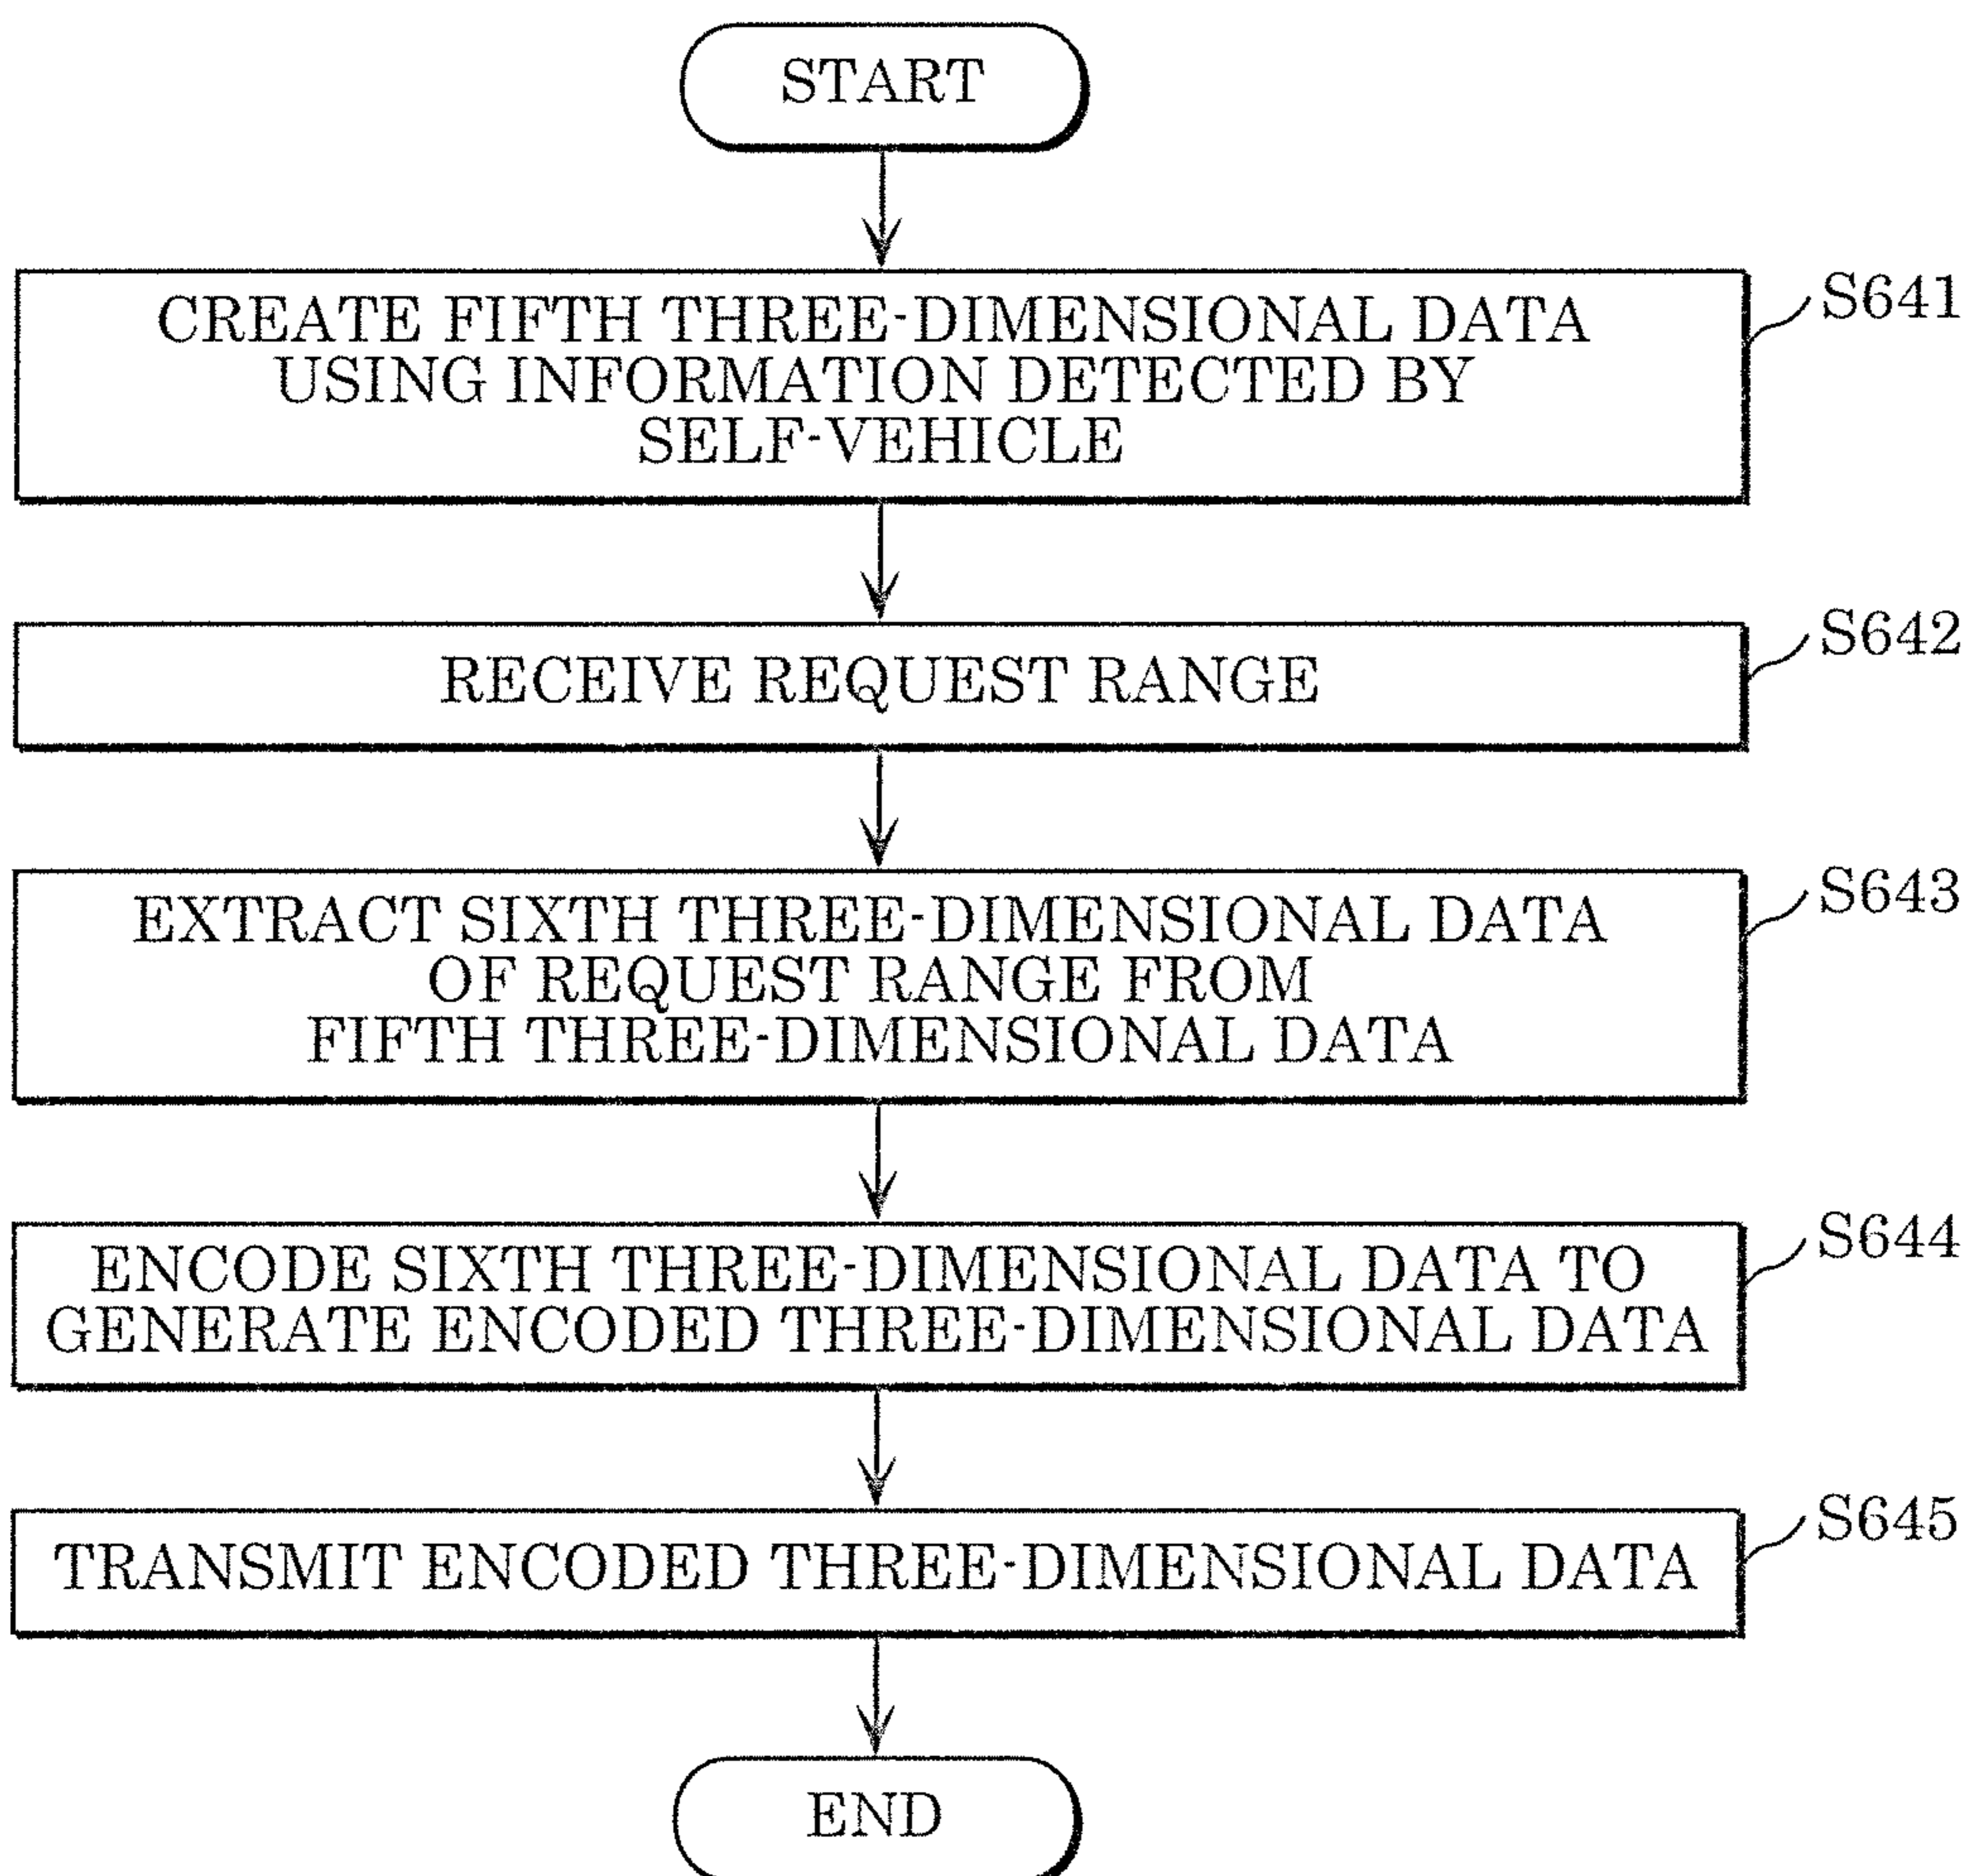 START
CREATE FIFTH THREE-DIMENSIONAL DATA
USING INFORMATION DETECTED BY
SELF-VEHICLE
S641
RECEIVE REQUEST RANGE
S642
EXTRACT SIXTH THREE-DIMENSIONAL DATA
OF REQUEST RANGE FROM
FIFTH THREE-DIMENSIONAL DATA
S643
ENCODE SIXTH THREE-DIMENSIONAL DATA TO
GENERATE ENCODED THREE-DIMENSIONAL DATA
S644
TRANSMIT ENCODED THREE-DIMENSIONAL DATA
S645
END